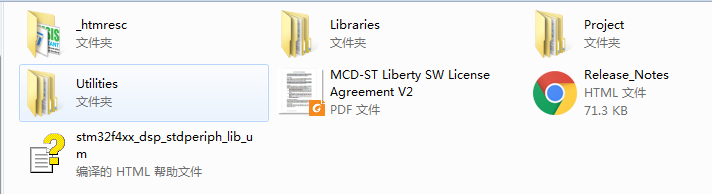 _htmresc
文件夹
Libraries
文件夹
Project
文件夹
Utilities
文件夹
MCD-ST Liberty SW License
Agreement V2
PDF 文件
Release_Notes
HTML 文件
71.3 KB
stm32f4xx_dsp_stdperiph_lib_u
m
编译的 HTML 帮助文件